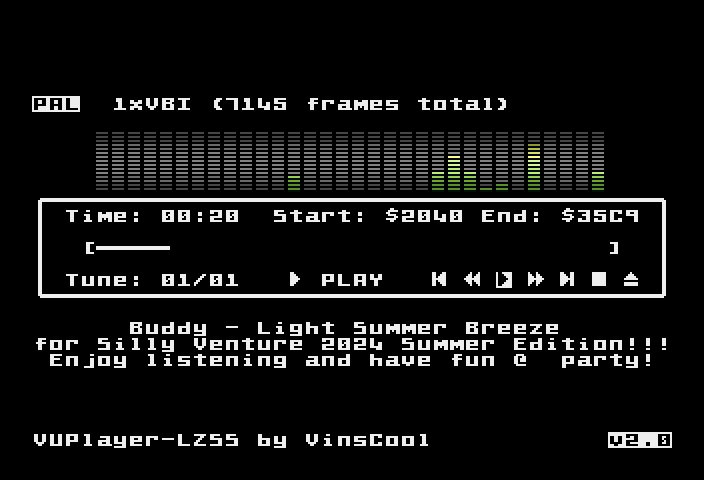 PAL 1xVBI (7145 frames total)
Time: 00:20 Start: $2040 End: $35C9
[ ]
Tune: 01/01 PLAY
Buddy - Light Summer Breeze
for Silly Venture 2024 Summer Edition!!!
Enjoy listening and have fun @ party!
VUPlayer-LZSS by VinsCool v2.0